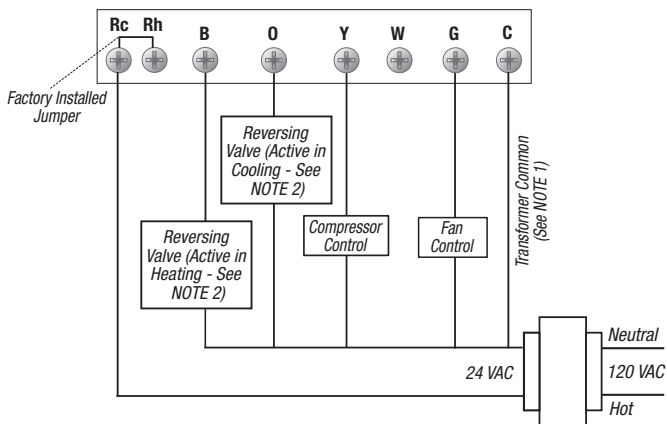 Rc Rh B O Y W G C
Factory Installed
Jumper
Reversing
Valve (Active in
Cooling - See
NOTE 2)
Reversing
Valve (Active in
Heating - See
NOTE 2)
Compressor
Control
Fan
Control
Transformer Common
(See NOTE 1)
24 VAC
Neutral
120 VAC
Hot